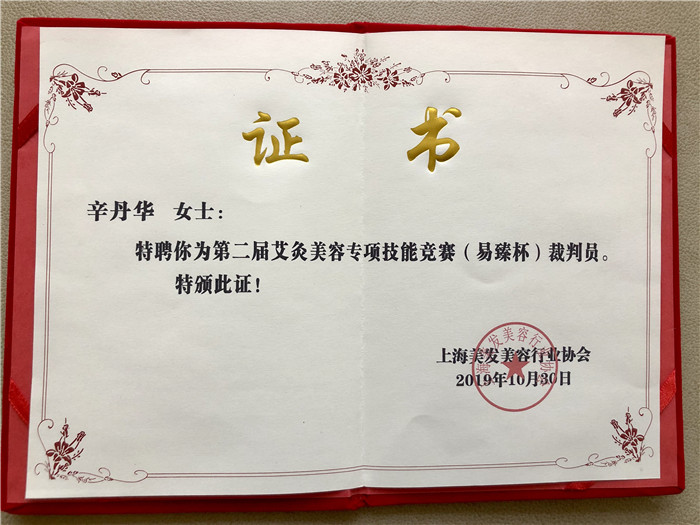 证 书
辛丹华 女士：
特聘你为第二届艾灸美容专项技能竞赛（易臻杯）裁判员。
特颁此证！
上海美发美容行业协会
2019年10月30日